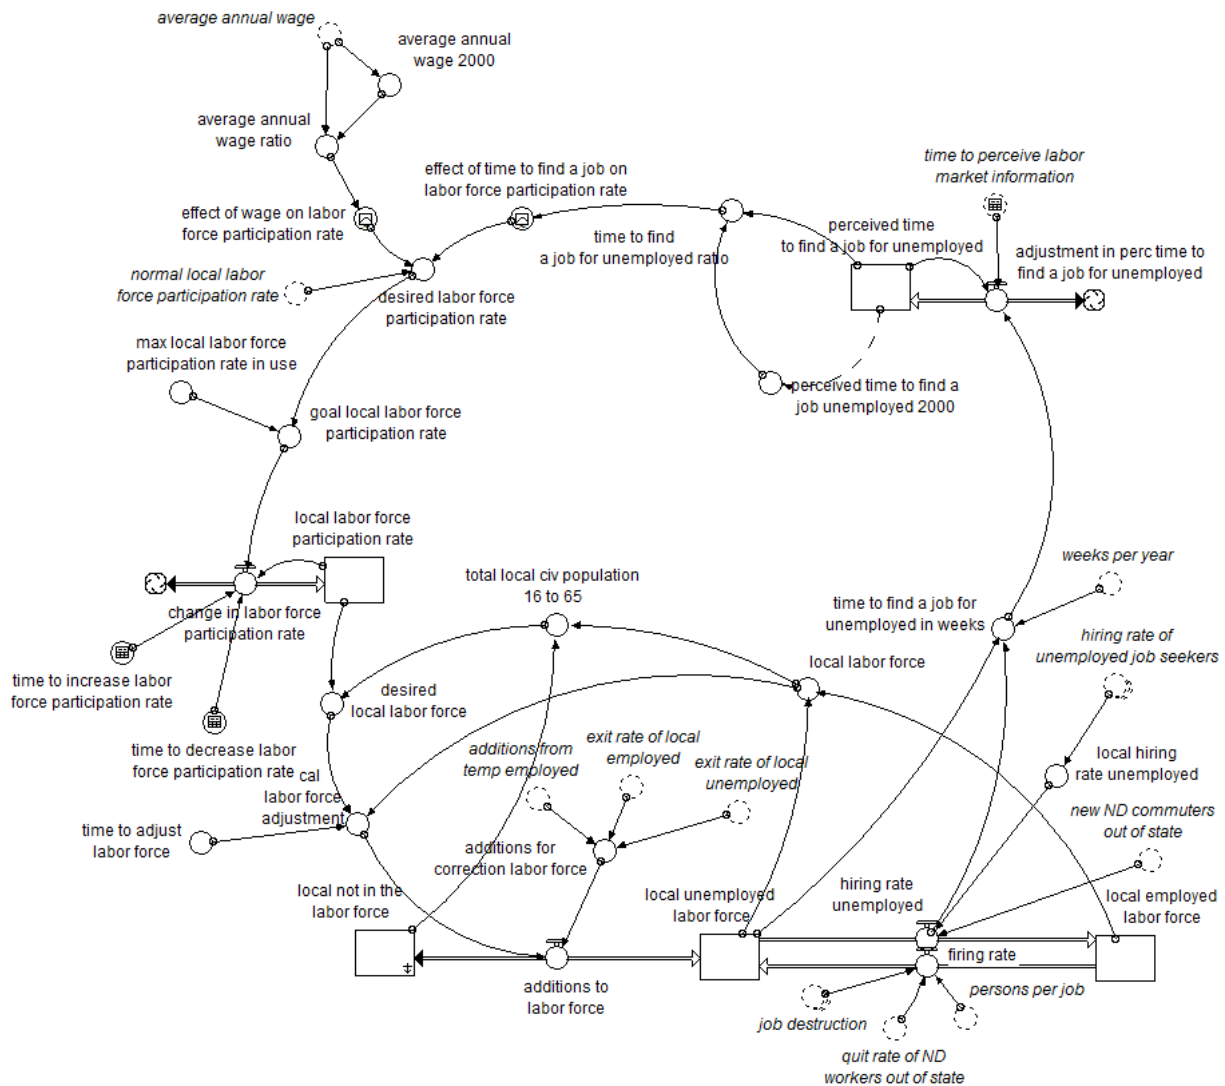 average annual wage
average annual
wage 2000
average annual
wage ratio
effect of time to find a job on
labor force participation rate
time to perceive labor
market information
effect of wage on labor
force participation rate
time to find
a job for unemployed ratio
perceived time
to find a job for unemployed
adjustment in perc time to
find a job for unemployed
normal local labor
force participation rate
desired labor force
participation rate
max local labor force
participation rate in use
perceived time to find a
job unemployed 2000
goal local labor force
participation rate
local labor force
participation rate
weeks per year
total local civ population
16 to 65
time to find a job for
unemployed in weeks
change in labor force
participation rate
hiring rate of
unemployed job seekers
local labor force
time to increase labor
force participation rate
desired
local labor force
time to decrease labor
force participation rate
additions from
temp employed
exit rate of local
employed
exit rate of local
unemployed
local hiring
rate unemployed
cal
labor force
adjustment
new ND commuters
out of state
time to adjust
labor force
additions for
correction labor force
local not in the
labor force
local unemployed
labor force
hiring rate
unemployed
local employed
labor force
firing rate
additions to
labor force
persons per job
job destruction
quit rate of ND
workers out of state